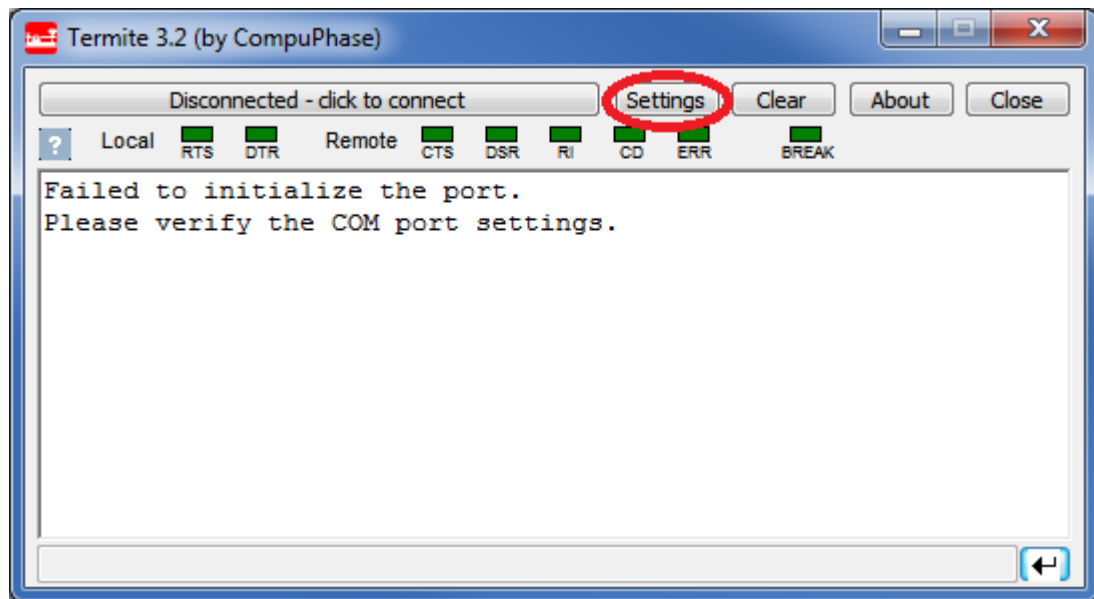 Termite 3.2 (by CompuPhase)
Disconnected - click to connect Settings Clear About Close
? Local RTS DTR Remote CTS DSR RI CD ERR BREAK
Failed to initialize the port.
Please verify the COM port settings.